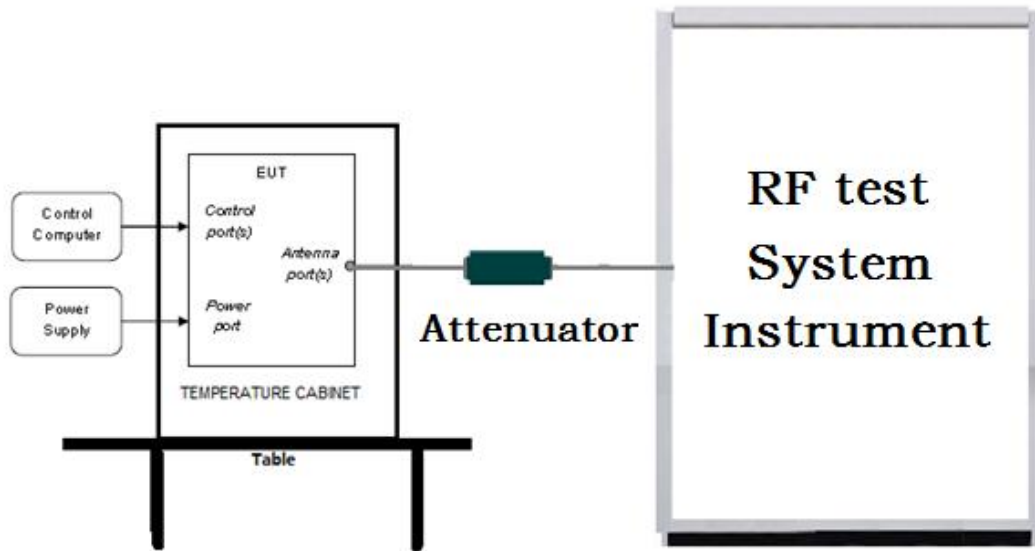 Control
Computer
Power
Supply
EUT
Control
port(s)
Antenna
port(s)
Power
port
TEMPERATURE CABINET
Table
Attenuator
RF test
System
Instrument